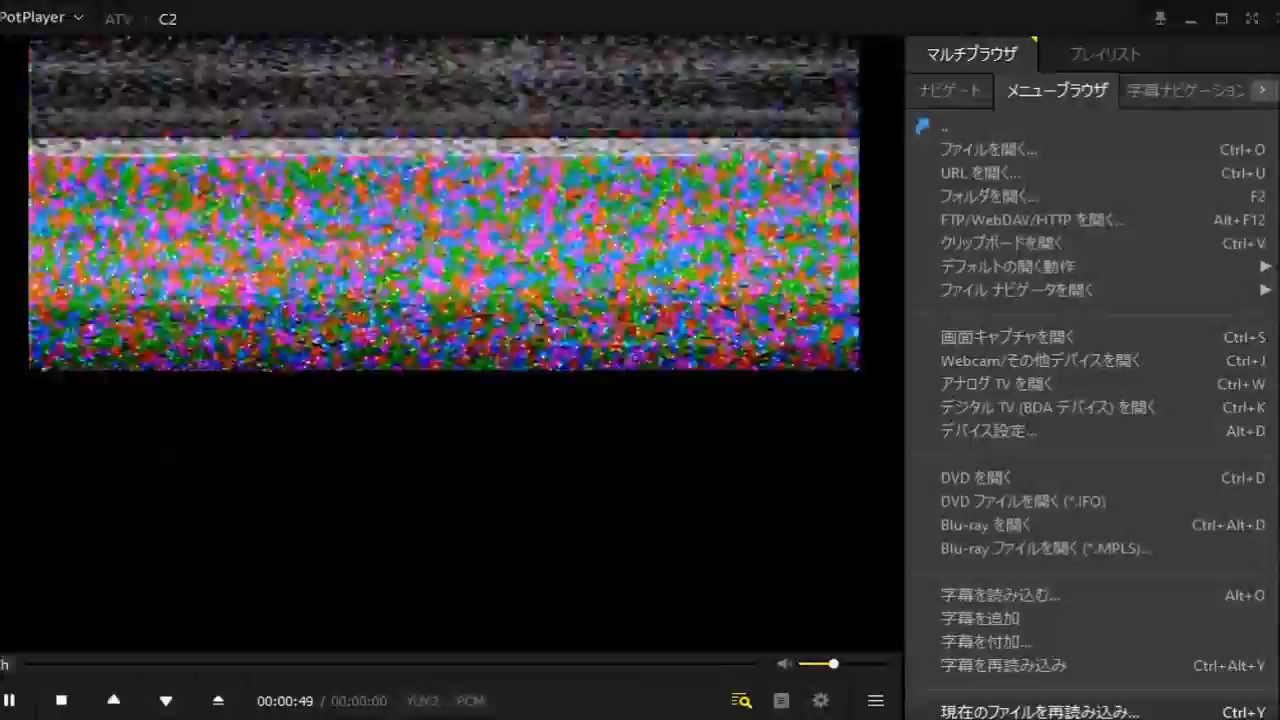 PotPlayer ATV C2
マルチブラウザ プレイリスト
ナビゲート メニューブラウザ 字幕ナビゲーション
..
ファイルを開く... Ctrl+O
URL を開く... Ctrl+U
フォルダを開く... F2
FTP/WebDAV/HTTP を開く... Alt+F12
クリップボードを開く Ctrl+V
デフォルトの開く動作
ファイル ナビゲータを開く
画面キャプチャを開く Ctrl+S
Webcam/その他デバイスを開く Ctrl+J
アナログ TV を開く Ctrl+W
デジタル TV (BDA デバイス) を開く Ctrl+K
デバイス設定... Alt+D
DVD を開く Ctrl+D
DVD ファイルを開く (*.IFO)
Blu-ray を開く Ctrl+Alt+D
Blu-ray ファイルを開く (*.MPLS)...
字幕を読み込む... Alt+O
字幕を追加
字幕を付加...
字幕を再読み込み Ctrl+Alt+Y
現在のファイルを再読み込み... Ctrl+Y
00:00:49 / 00:00:00 YUY2 PCM